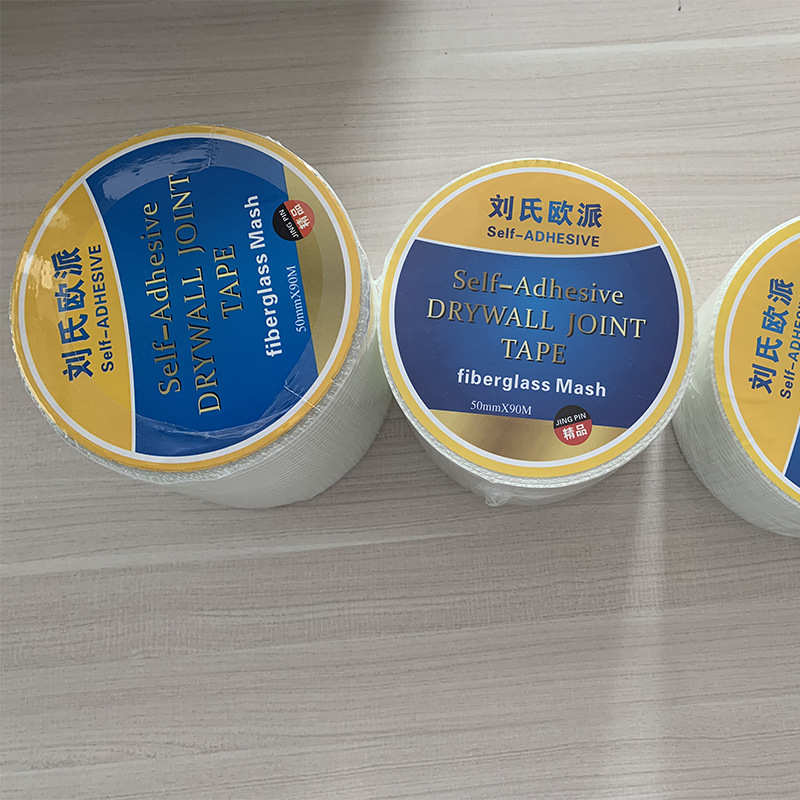 刘氏欧派
Self-ADHESIVE
Self-Adhesive
DRYWALL JOINT
TAPE
fiberglass Mash
50mmX90M
JING PIN
精品
刘氏欧派
Self-ADHESIVE
Self-Adhesive
DRYWALL JOINT
TAPE
fiberglass Mash
50mmX90M
JING PIN
精品
刘氏欧派
Self-ADHES